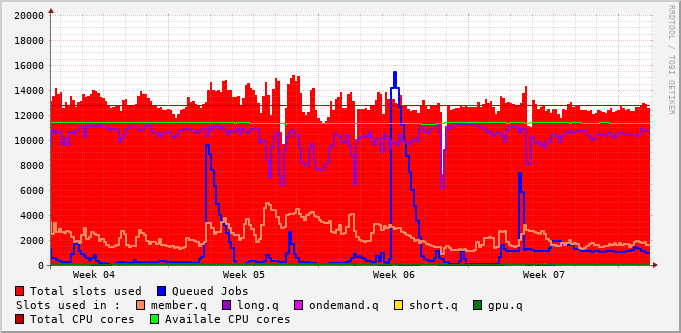 RRDTOOL / TOBI OETIKER
20000
18000
16000
14000
12000
10000
8000
6000
4000
2000
0
Week 04 Week 05 Week 06 Week 07
Total slots used Queued Jobs
Slots used in : member.q long.q ondemand.q short.q gpu.q
Total CPU cores Availale CPU cores